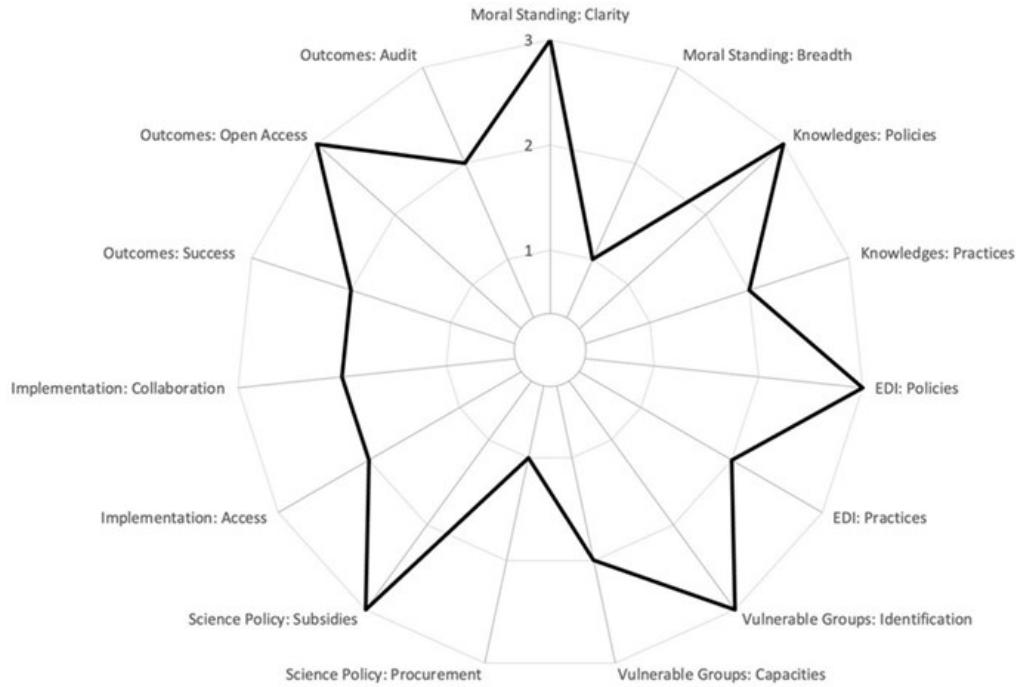 Moral Standing: Clarity
Moral Standing: Breadth
Knowledges: Policies
Knowledges: Practices
EDI: Policies
EDI: Practices
Vulnerable Groups: Identification
Vulnerable Groups: Capacities
Science Policy: Procurement
Science Policy: Subsidies
Implementation: Access
Implementation: Collaboration
Outcomes: Success
Outcomes: Open Access
Outcomes: Audit
3
2
1